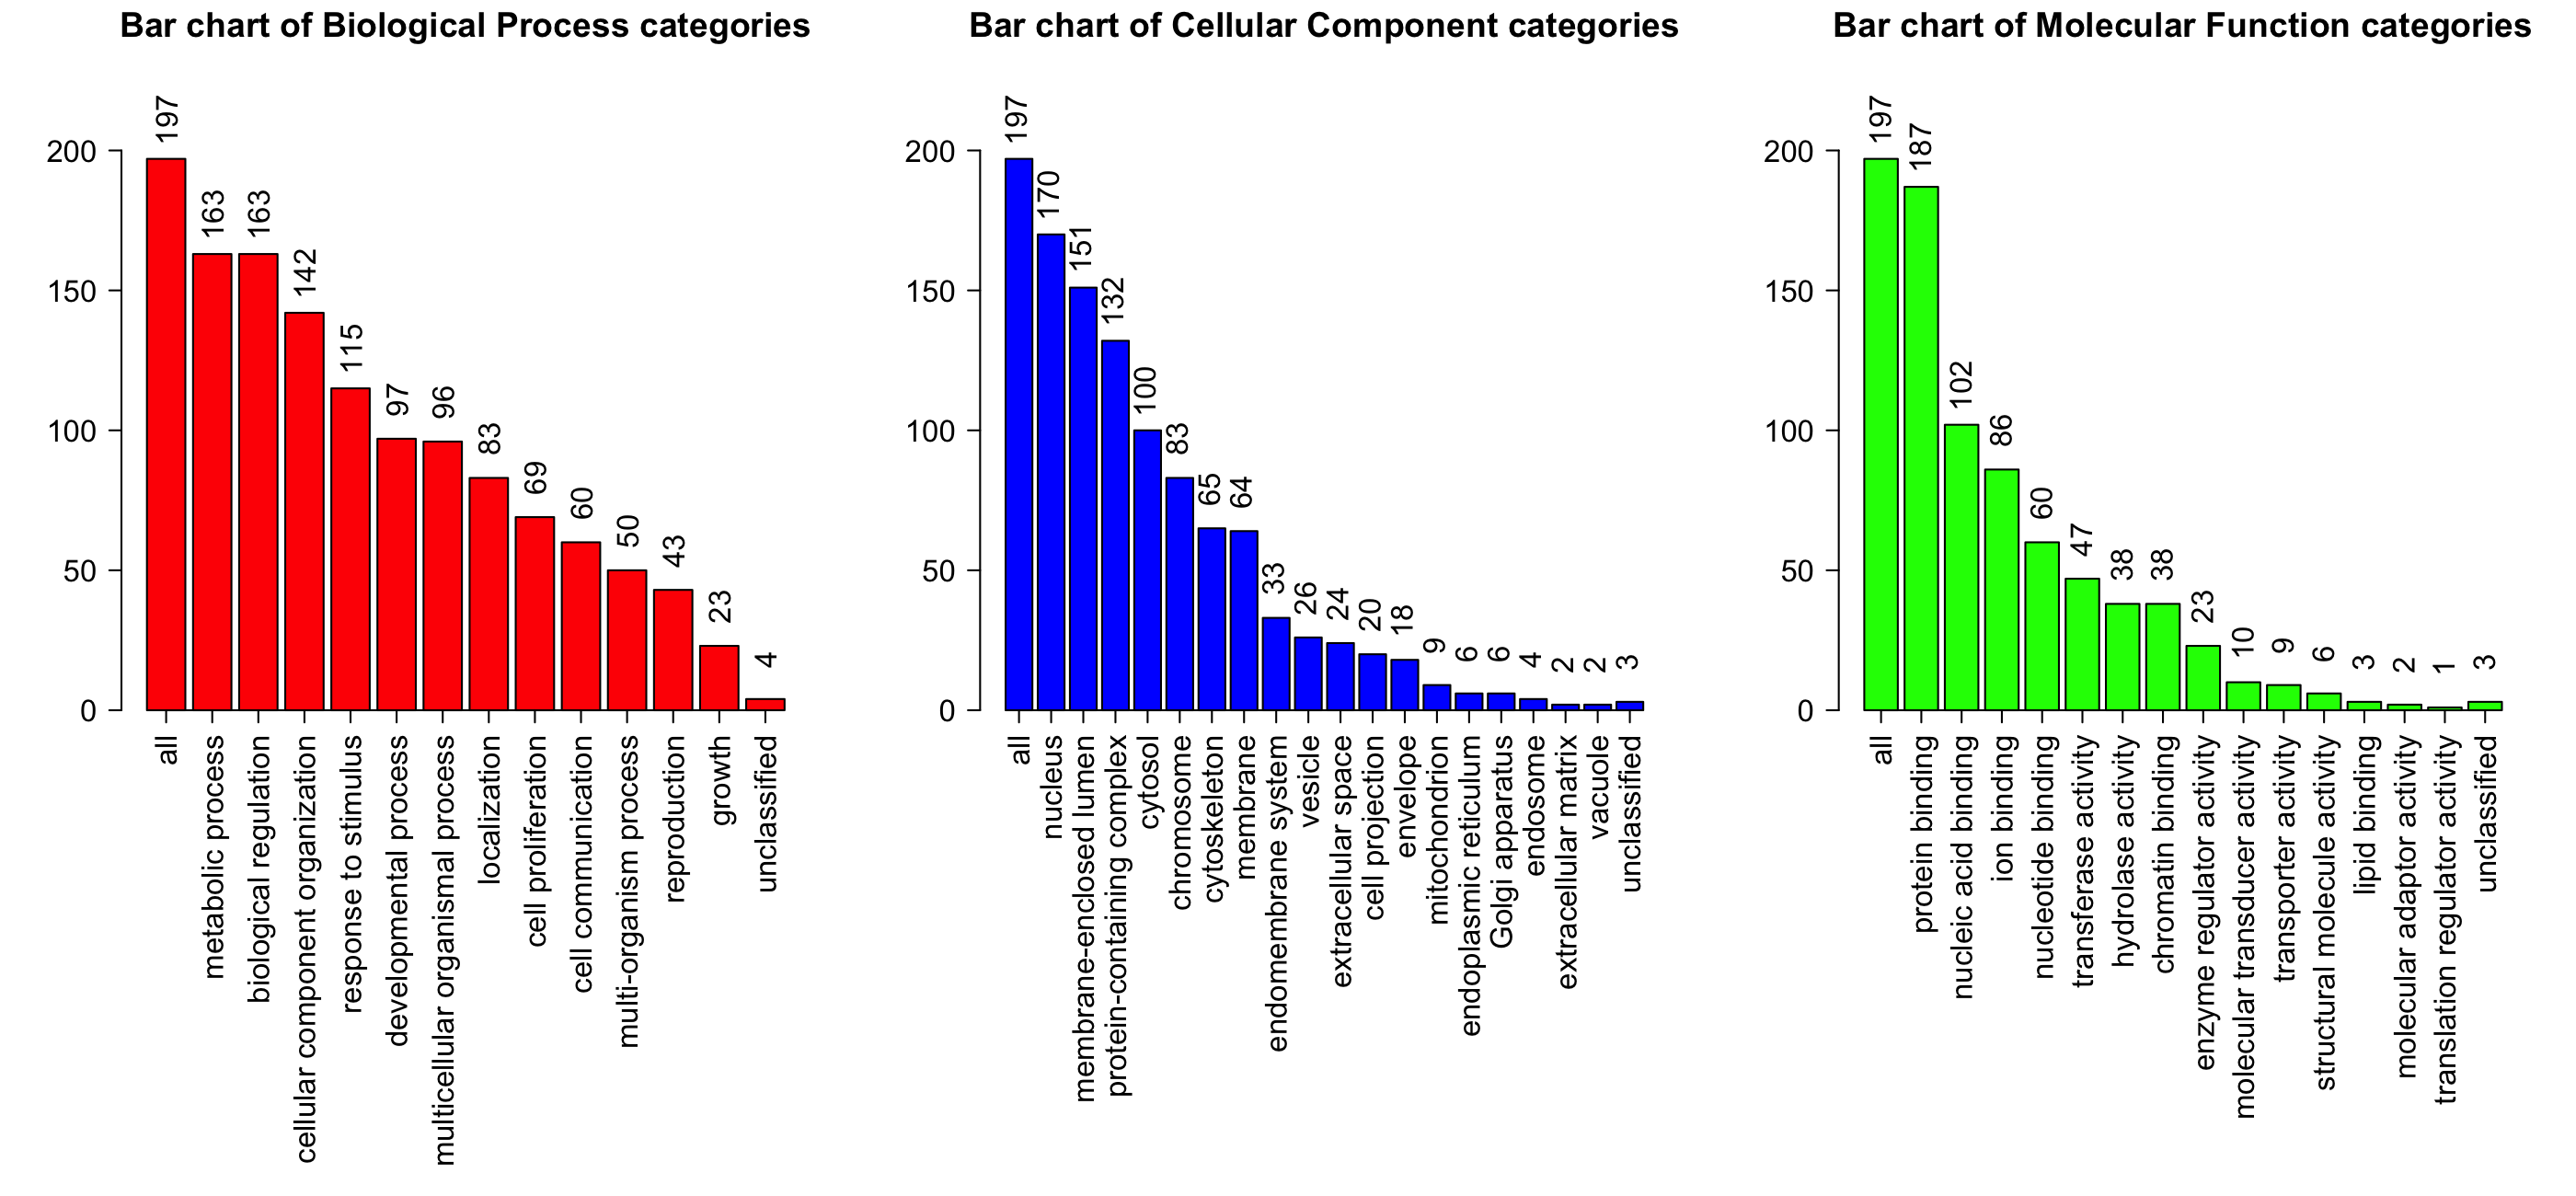 Bar chart of Biological Process categories
200
150
100
50
0
197
163
163
142
115
97
96
83
69
60
50
43
23
4
all
metabolic process
biological regulation
cellular component organization
response to stimulus
developmental process
multicellular organismal process
localization
cell proliferation
cell communication
multi-organism process
reproduction
growth
unclassified
Bar chart of Cellular Component categories
200
150
100
50
0
197
170
151
132
100
83
65
64
33
26
24
20
18
9
6
6
4
2
2
3
all
nucleus
membrane-enclosed lumen
protein-containing complex
cytosol
chromosome
cytoskeleton
membrane
endomembrane system
vesicle
extracellular space
cell projection
envelope
mitochondrion
endoplasmic reticulum
Golgi apparatus
endosome
extracellular matrix
vacuole
unclassified
Bar chart of Molecular Function categories
200
150
100
50
0
197
187
102
86
60
47
38
38
23
10
9
6
3
2
1
3
all
protein binding
nucleic acid binding
ion binding
nucleotide binding
transferase activity
hydrolase activity
chromatin binding
enzyme regulator activity
molecular transducer activity
transporter activity
structural molecule activity
lipid binding
molecular adaptor activity
translation regulator activity
unclassified